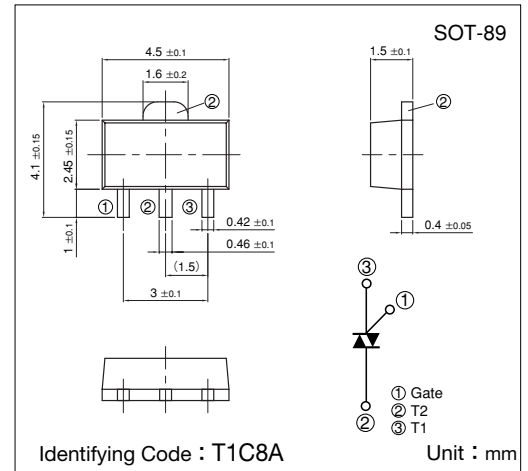 SOT-89
4.5 ±0.1
1.6 ±0.2
②
4.1 ±0.15
2.45 ±0.15
1 ±0.1
① ② ③
0.42 ±0.1
0.46 ±0.1
(1.5)
3 ±0.1
1.5 ±0.1
②
0.4 ±0.05
③
①
②
① Gate
② T2
③ T1
Identifying Code : T1C8A
Unit : mm